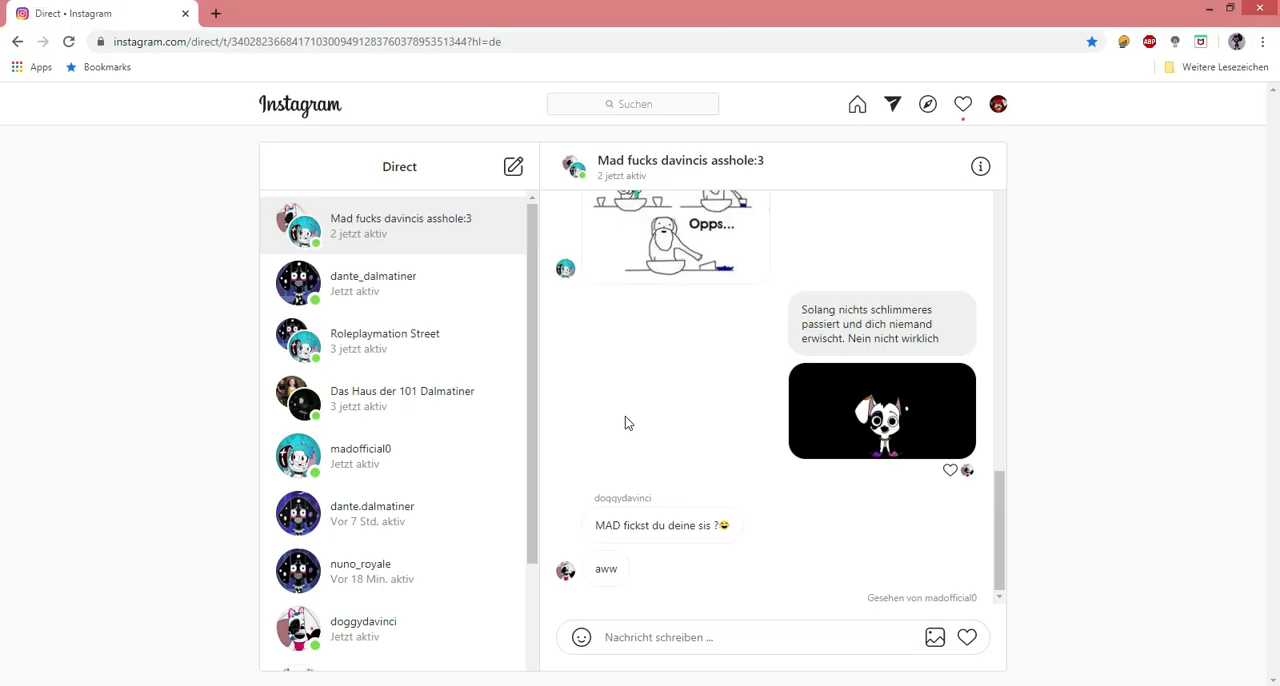 Direct • Instagram
instagram.com/direct/t/340282366841710300949128376037895351344?hl=de
ABP
Apps
Bookmarks
Weitere Lesezeichen
Instagram
Suchen
Direct
Mad fucks davincis asshole:3
2 jetzt aktiv
Mad fucks davincis asshole:3
2 jetzt aktiv
dante_dalmatiner
Jetzt aktiv
Roleplaymation Street
3 jetzt aktiv
Das Haus der 101 Dalmatiner
3 jetzt aktiv
madofficial0
Jetzt aktiv
dante.dalmatiner
Vor 7 Std. aktiv
nuno_royale
Vor 18 Min. aktiv
doggydavinci
Jetzt aktiv
Opps...
Solang nichts schlimmeres
passiert und dich niemand
erwischt. Nein nicht wirklich
doggydavinci
MAD fickst du deine sis ?😂
aww
Gesehen von madofficial0
Nachricht schreiben ...